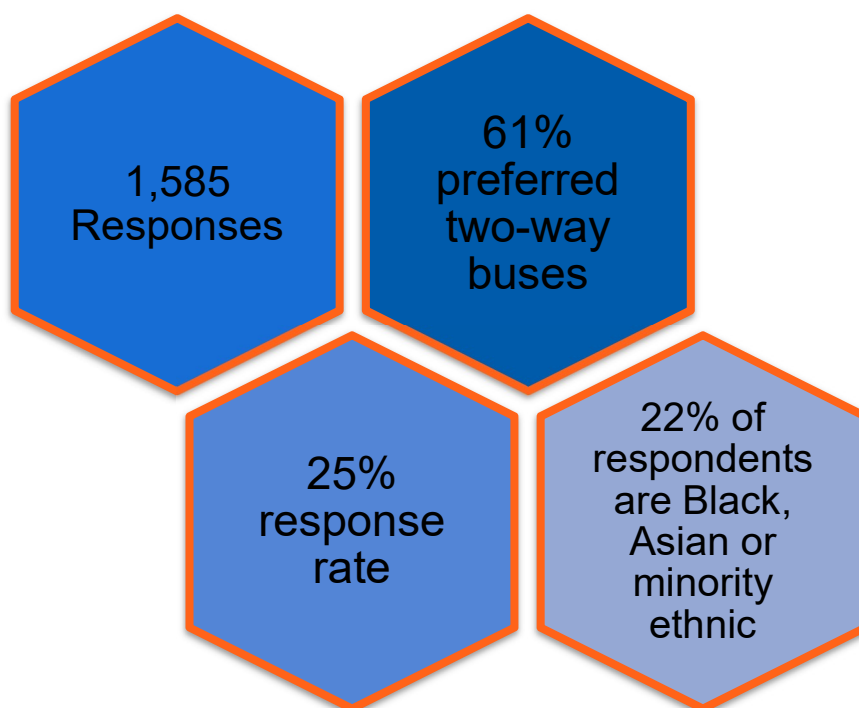 1,585
Responses
61%
preferred
two-way
buses
25%
response
rate
22% of
respondents
are Black,
Asian or
minority
ethnic